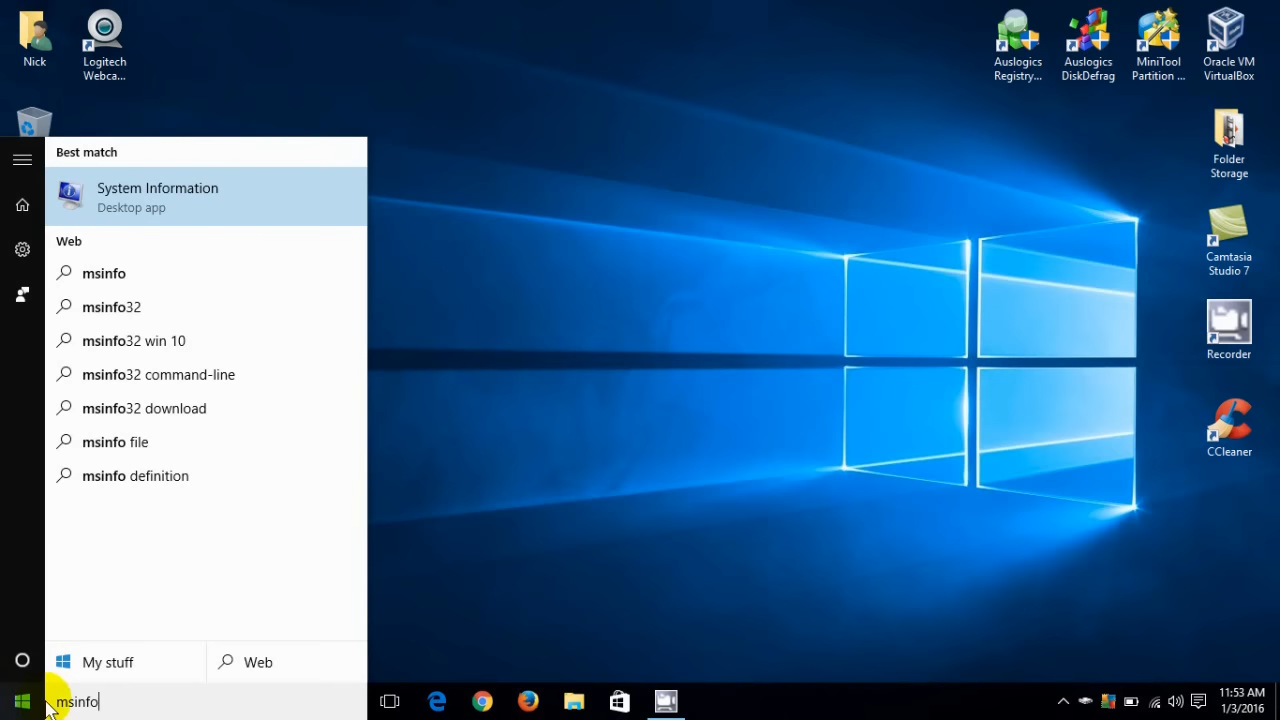 Nick
Logitech
Webca...
Auslogics
Registry...
Auslogics
DiskDefrag
MiniTool
Partition ...
Oracle VM
VirtualBox
Folder
Storage
Camtasia
Studio 7
Recorder
CCleaner
Best match
System Information
Desktop app
Web
msinfo
msinfo32
msinfo32 win 10
msinfo32 command-line
msinfo32 download
msinfo file
msinfo definition
My stuff
Web
msinfo
11:53 AM
1/3/2016